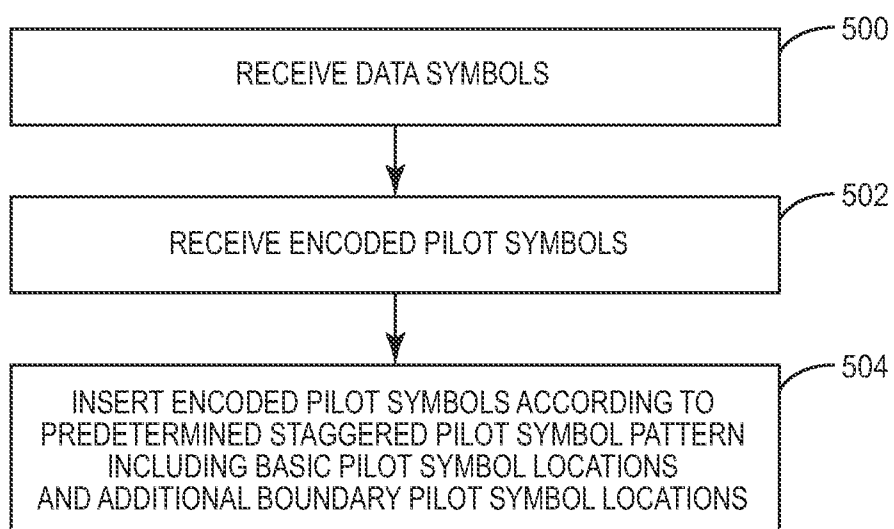 500
RECEIVE DATA SYMBOLS
502
RECEIVE ENCODED PILOT SYMBOLS
504
INSERT ENCODED PILOT SYMBOLS ACCORDING TO
PREDETERMINED STAGGERED PILOT SYMBOL PATTERN
INCLUDING BASIC PILOT SYMBOL LOCATIONS
AND ADDITIONAL BOUNDARY PILOT SYMBOL LOCATIONS